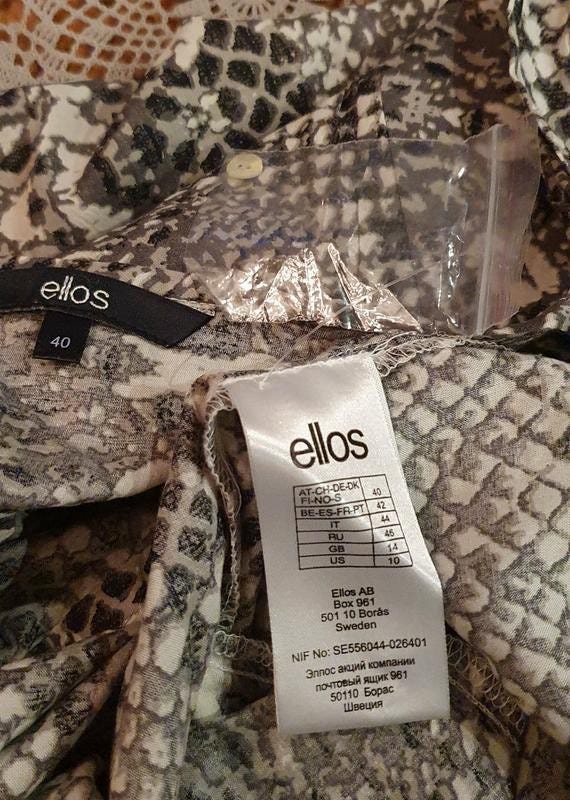 ellos
40
ellos
AT-CH-DE-DK
FI-NO-S 40
BE-ES-FR-PT 42
IT 44
RU 46
GB 14
US 10
Ellos AB
Box 961
501 10 Borås
Sweden
NIF No: SE556044-026401
Эллос акций компании
почтовый ящик 961
50110 Борас
Швеция